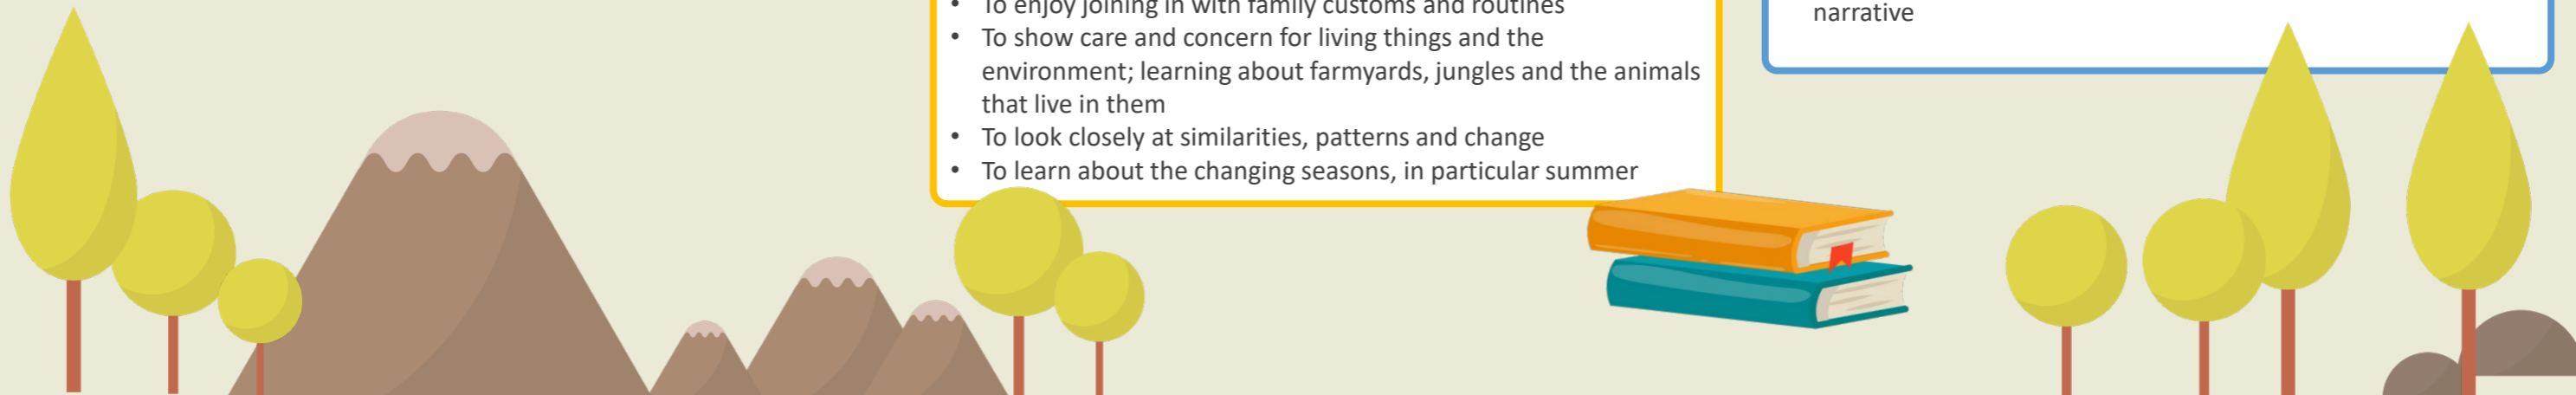 • To enjoy joining in with family customs and routines
• To show care and concern for living things and the
environment; learning about farmyards, jungles and the animals
that live in them
• To look closely at similarities, patterns and change
• To learn about the changing seasons, in particular summer
narrative